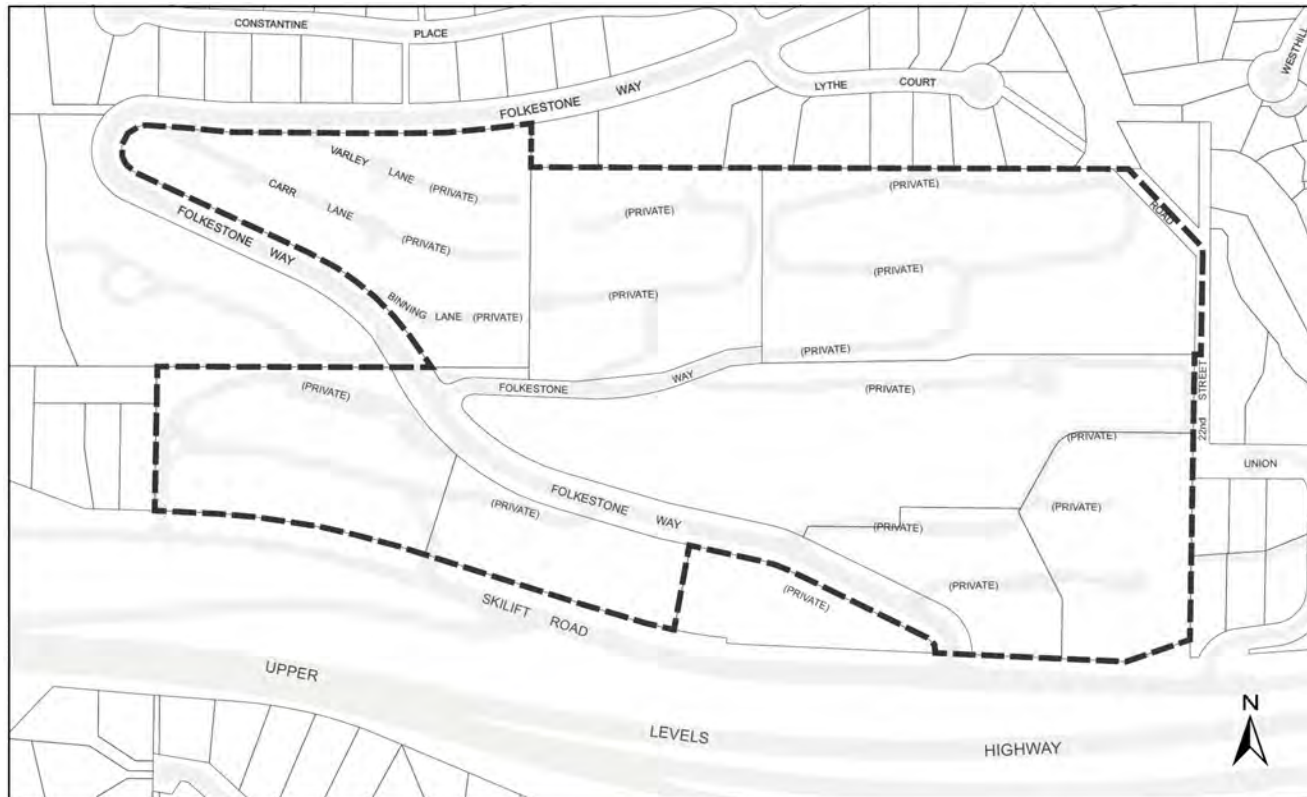 CONSTANTINE PLACE
WESTHILL
LYTHE COURT
FOLKESTONE WAY
VARLEY LANE (PRIVATE)
CARR LANE (PRIVATE)
(PRIVATE)
(PRIVATE)
ROAD
FOLKESTONE WAY
(PRIVATE)
(PRIVATE)
BINNING LANE (PRIVATE)
(PRIVATE)
FOLKESTONE WAY
(PRIVATE)
(PRIVATE)
22nd STREET
(PRIVATE)
UNION
FOLKESTONE WAY
(PRIVATE)
(PRIVATE)
(PRIVATE)
(PRIVATE)
(PRIVATE)
SKILIFT ROAD
UPPER LEVELS HIGHWAY
N